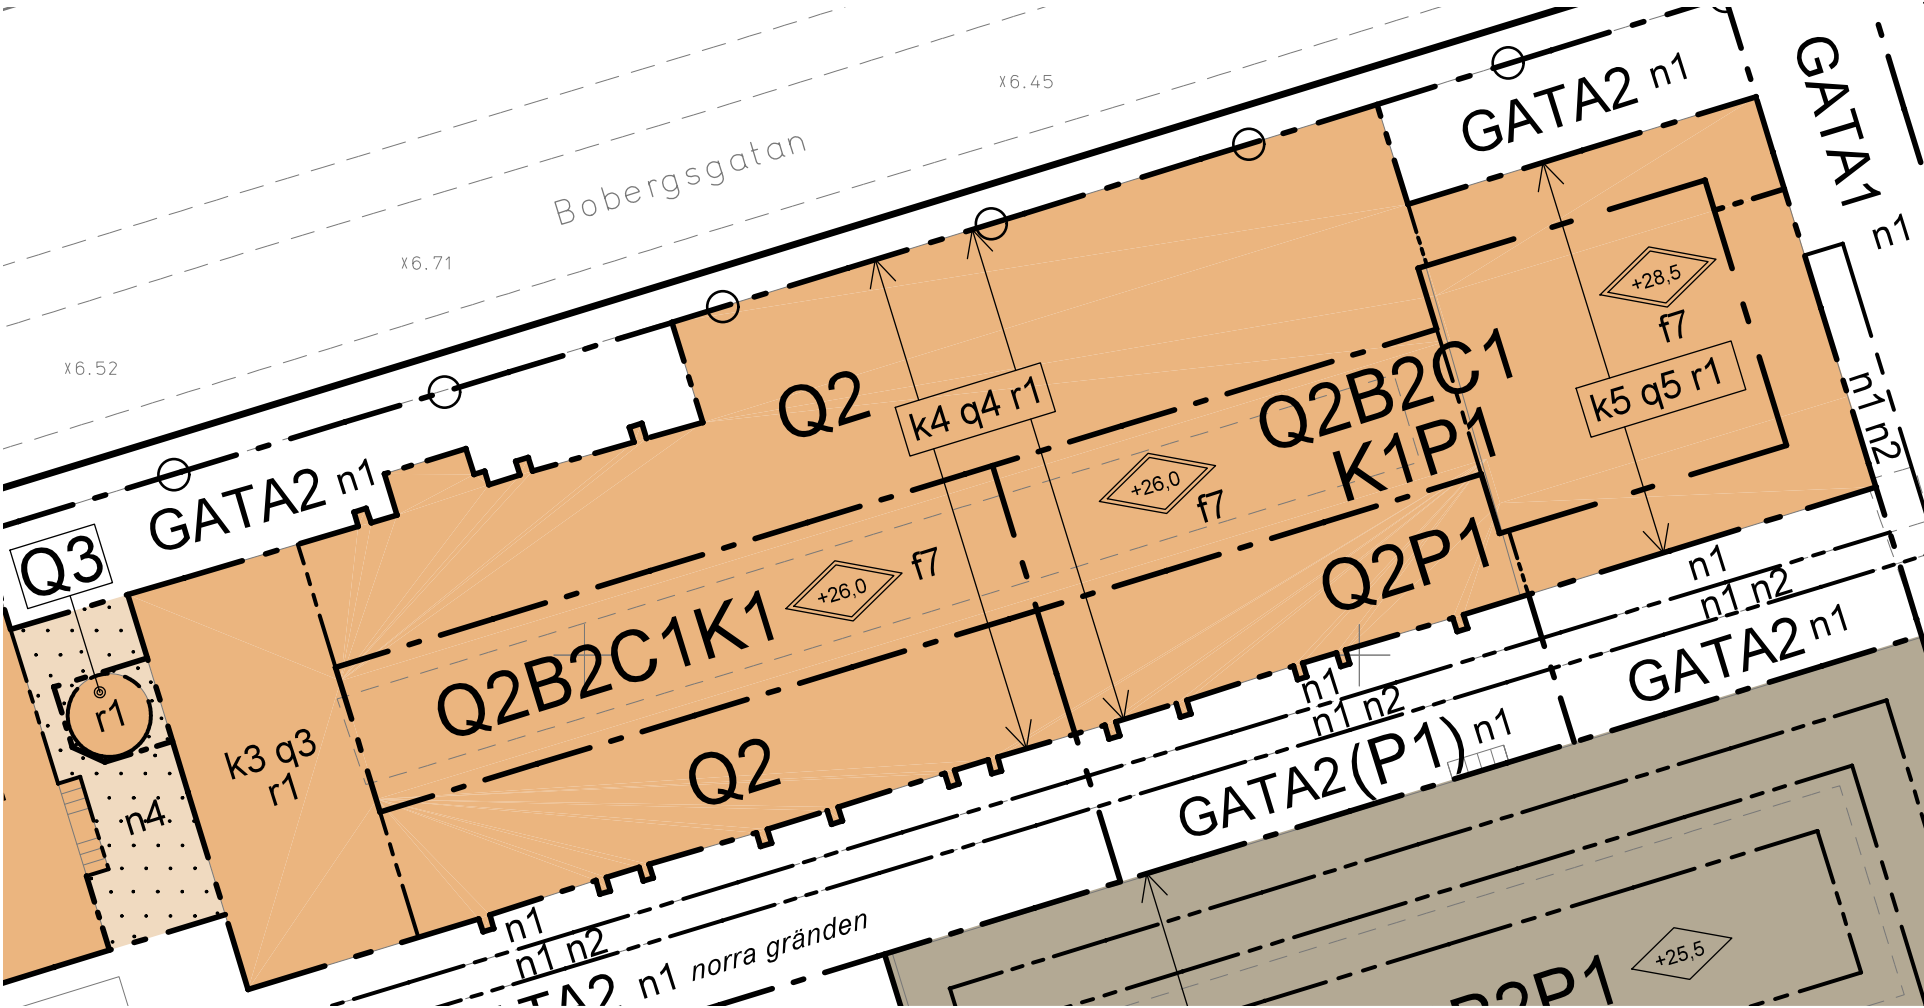 x6.45
GATA2 n1
GATA1 n1
Bobergsgatan
x6.71
x6.52
+28,5
f7
k5 q5 r1
Q2
k4 q4 r1
Q2B2C1
K1P1
n1 n2
GATA2 n1
+26,0
f7
Q3
+26,0
f7
Q2P1
n1
n1 n2
Q2B2C1K1
GATA2 n1
r1
n1
n1 n2
k3 q3
r1
Q2
GATA2(P1) n1
n4
n1
n1 n2
norra gränden
GATA2 n1
+25,5
B2P1